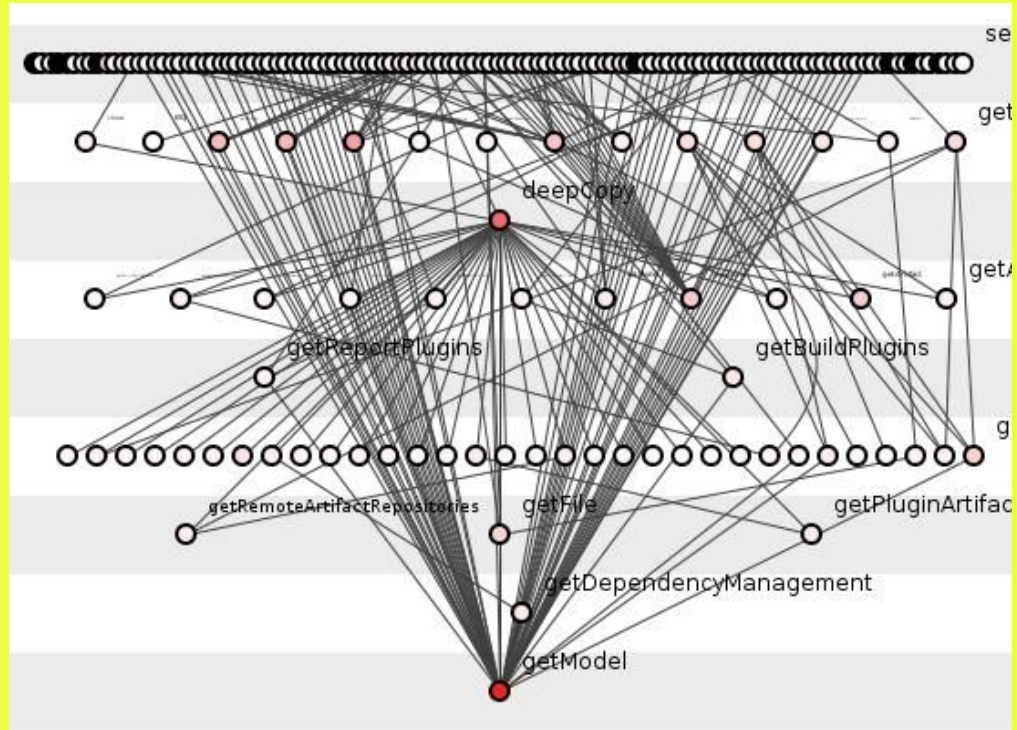 se
get
deepCopy
getA
getReportPlugins
getBuildPlugins
g
getRemoteArtifactRepositories
getFile
getPluginArtifac
getDependencyManagement
getModel